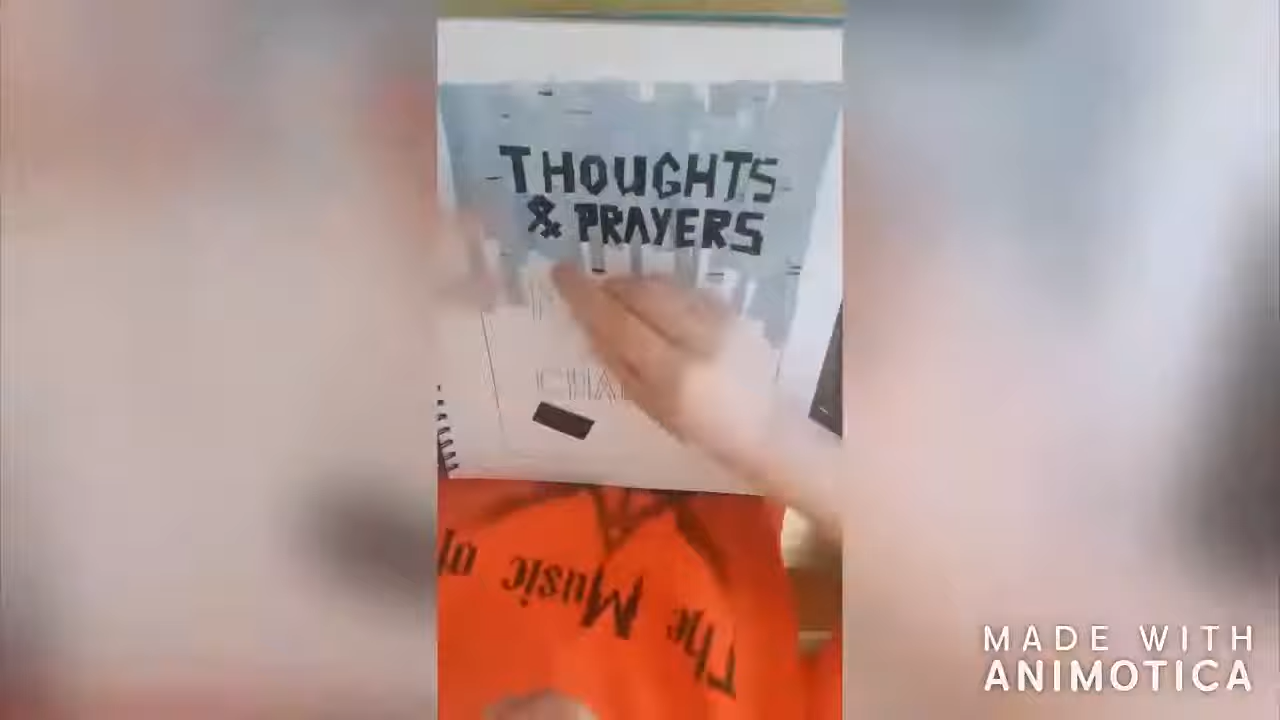 THOUGHTS
& PRAYERS
The Music of
MADE WITH
ANIMOTICA